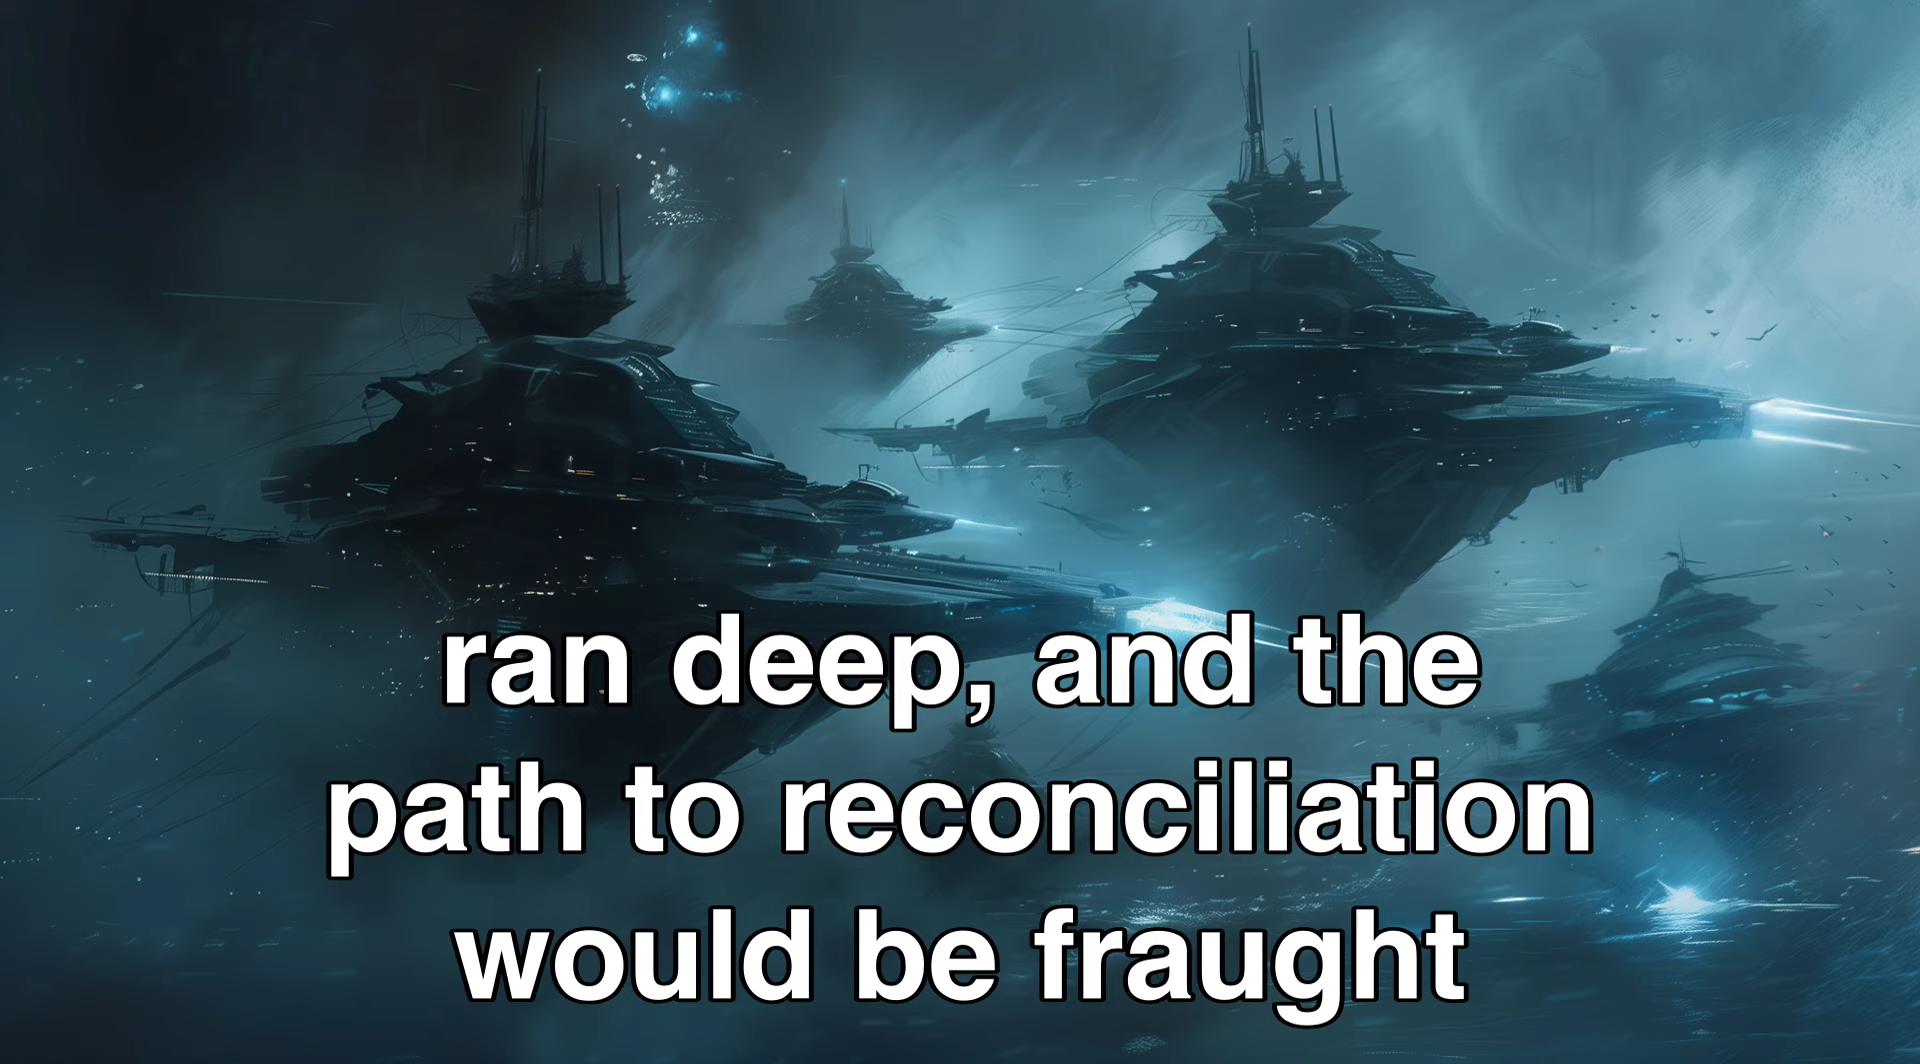 ran deep, and the
path to reconciliation
would be fraught